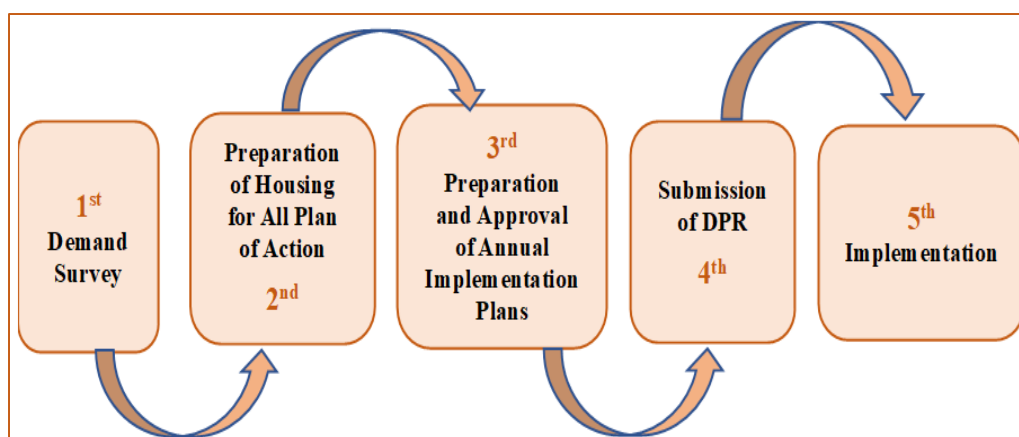 1st
Demand
Survey
Preparation
of Housing
for All Plan
of Action
2nd
3rd
Preparation
and Approval
of Annual
Implementation
Plans
Submission
of DPR
4th
5th
Implementation